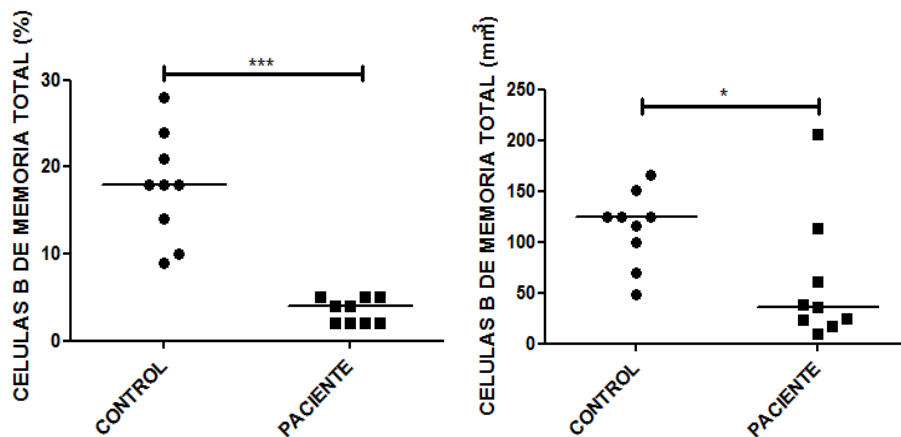 CELULAS B DE MEMORIA TOTAL (%)
30
20
10
0
***
CONTROL
PACIENTE
CELULAS B DE MEMORIA TOTAL (mm3)
250
200
150
100
50
0
*
CONTROL
PACIENTE